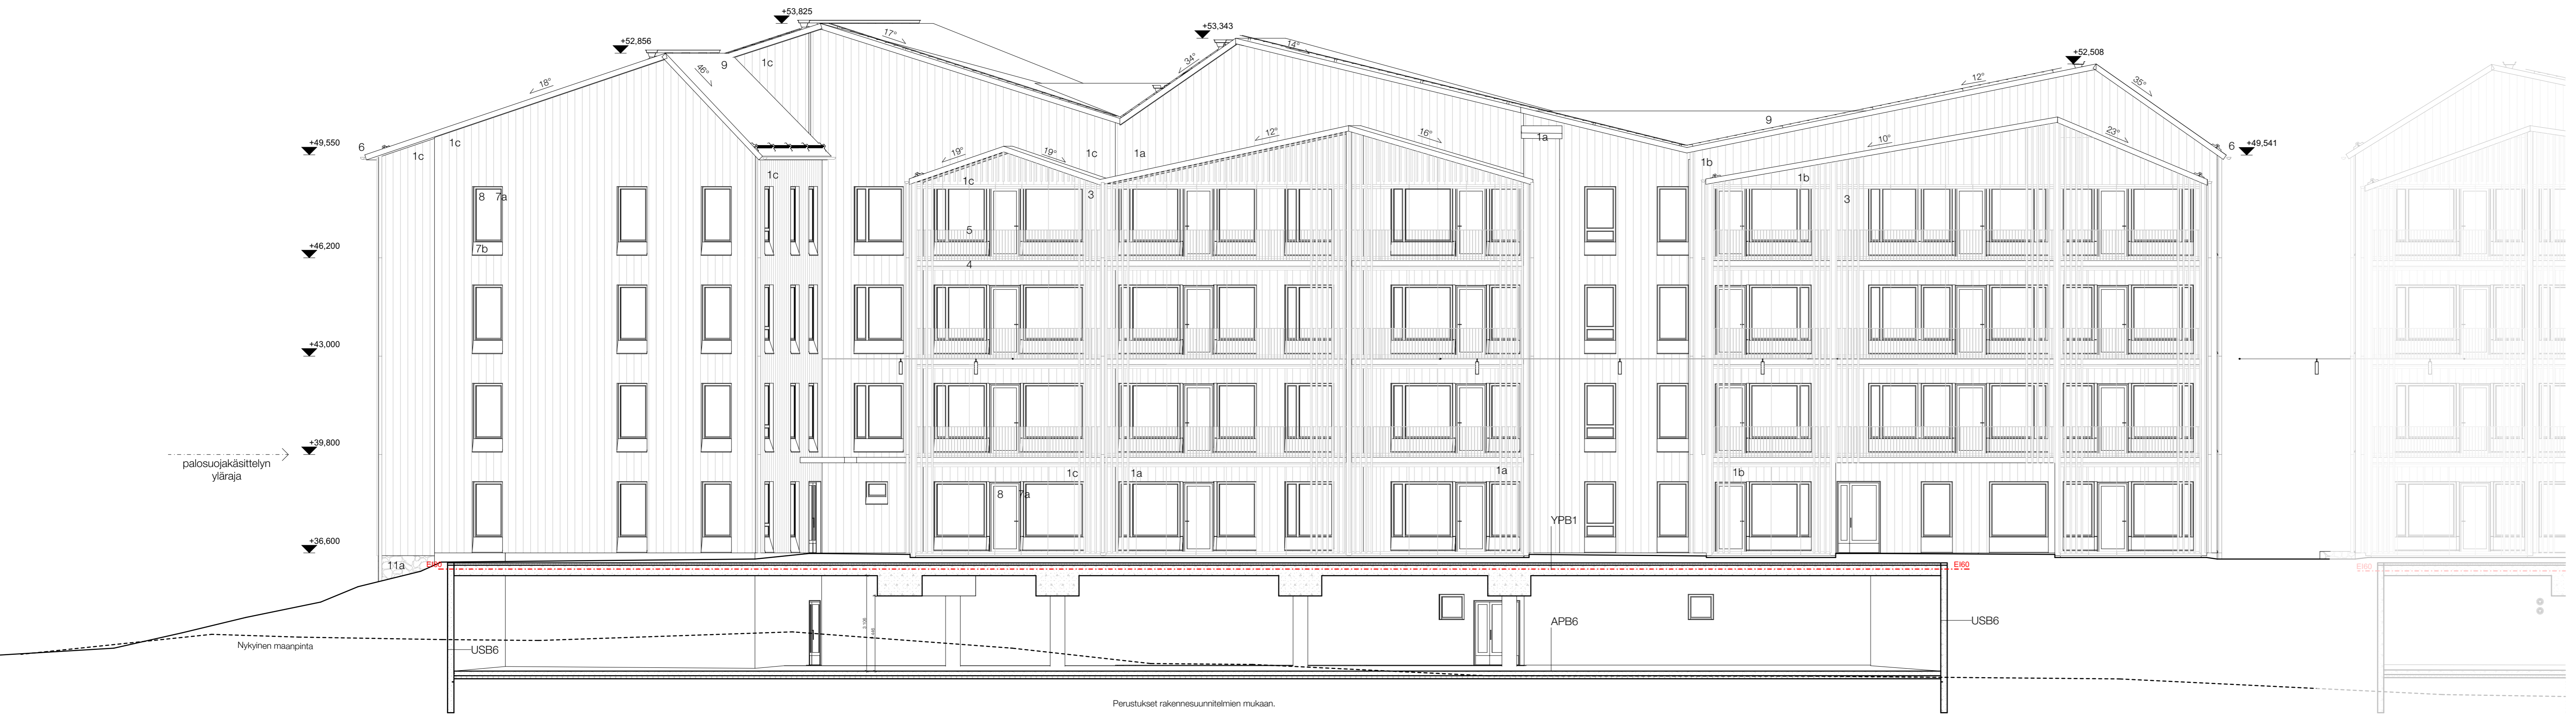 +53,825
+53,343
+52,856
+52,508
17°
14°
34°
46°
18°
12°
35°
9
1c
9
+49,550
6
1c
1c
1c
19°
19°
1c
1a
12°
16°
1a
1b
10°
23°
6
+49,541
1c
1b
3
3
8 7a
7b
5
4
+46,200
+43,000
+39,800
palosuojakäsittelyn
yläraja
1c
1a
1a
1b
8 7a
+36,600
YPB1
11a
EI60
EI60
EI60
APB6
USB6
USB6
Nykyinen maanpinta
Perustukset rakennesuunnitelmien mukaan.